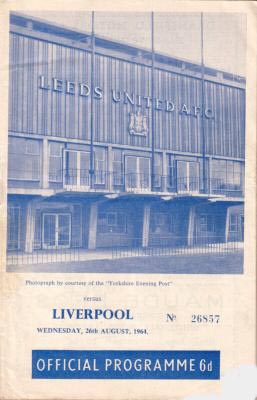 LEEDS UNITED A.F.C.
Photograph by courtesy of the "Yorkshire Evening Post"
versus
LIVERPOOL
Nº 26857
WEDNESDAY, 26th AUGUST, 1964.
OFFICIAL PROGRAMME 6d